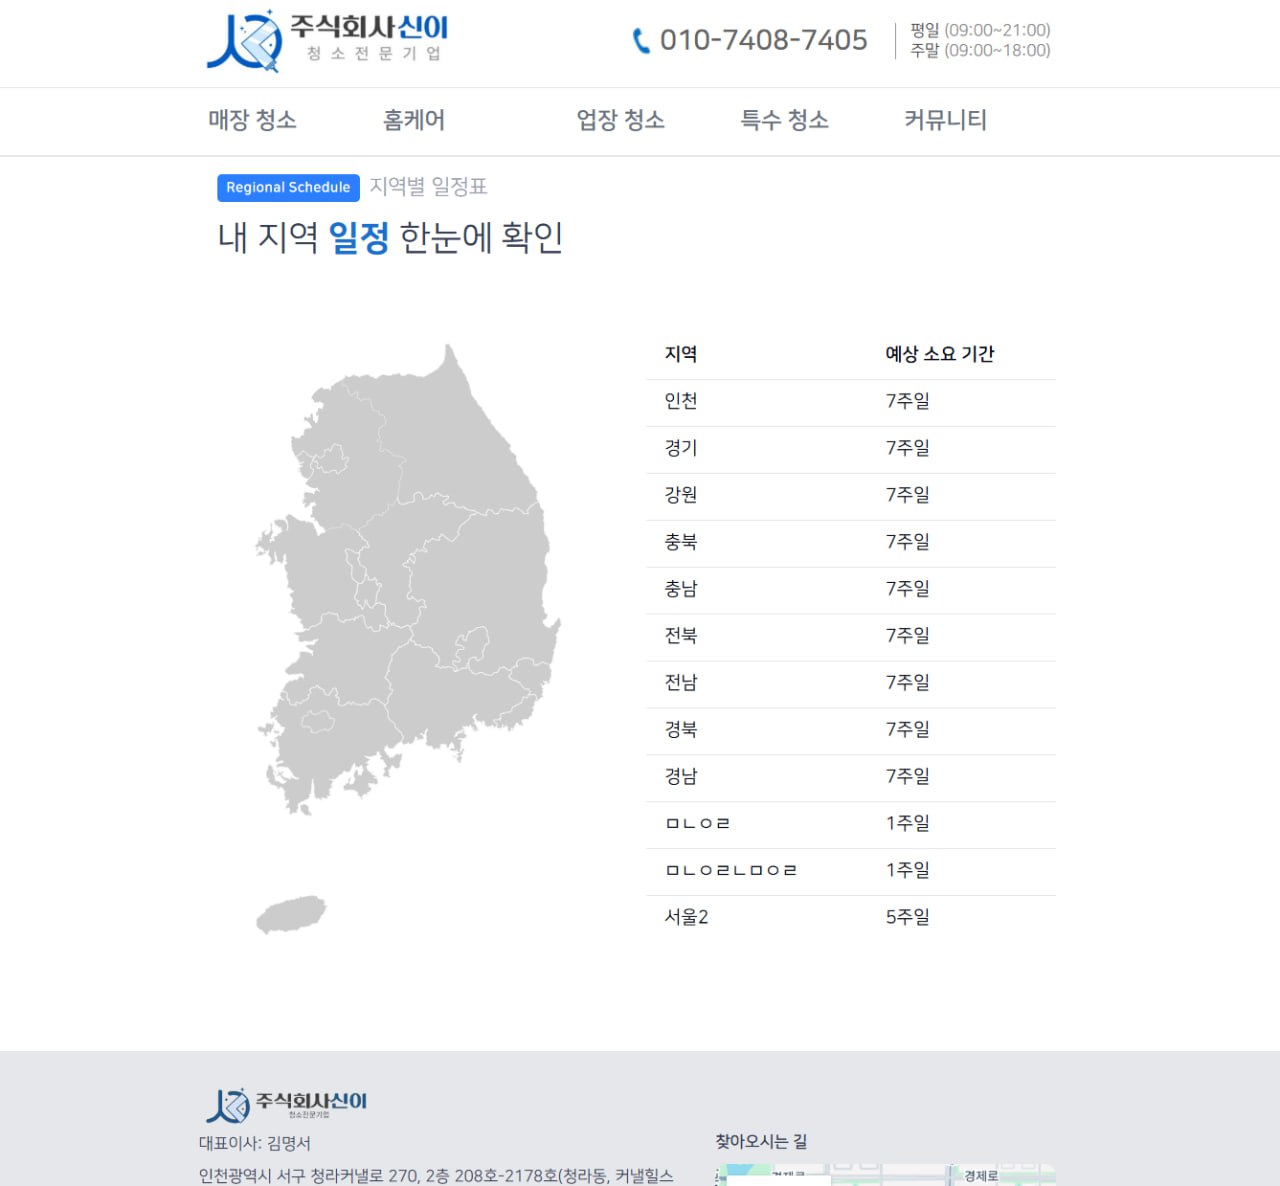 주식회사신이
청소전문기업
010-7408-7405
평일 (09:00~21:00)
주말 (09:00~18:00)
매장 청소 홈케어 업장 청소 특수 청소 커뮤니티
Regional Schedule 지역별 일정표
내 지역 일정 한눈에 확인
지역 예상 소요 기간
인천 7주일
경기 7주일
강원 7주일
충북 7주일
충남 7주일
전북 7주일
전남 7주일
경북 7주일
경남 7주일
ㅁㄴㅇㄹ 1주일
ㅁㄴㅇㄹㄴㅁㅇㄹ 1주일
서울2 5주일
주식회사신이
청소전문기업
대표이사: 김명서
인천광역시 서구 청라커낼로 270, 2층 208호-2178호(청라동, 커낼힐스
찾아오시는 길
경제로